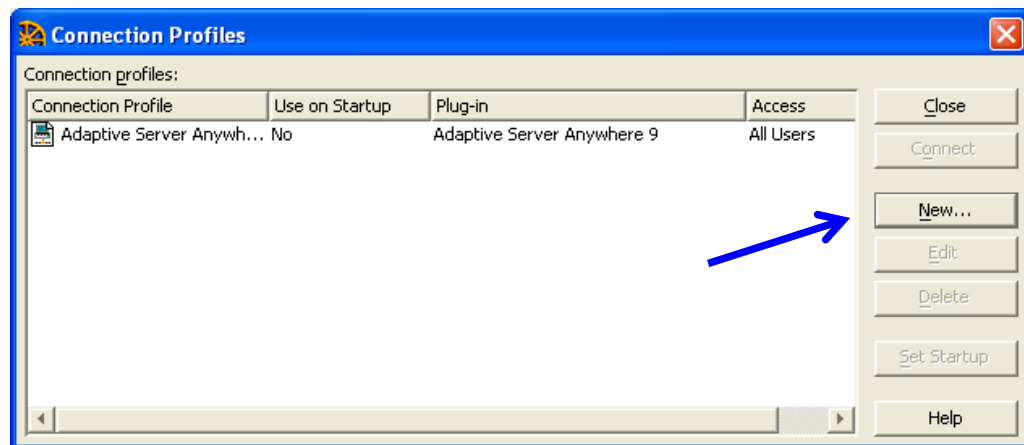 Connection Profiles
Connection profiles:
Connection Profile Use on Startup Plug-in Access
Adaptive Server Anywh... No Adaptive Server Anywhere 9 All Users
Close
Connect
New...
Edit
Delete
Set Startup
Help